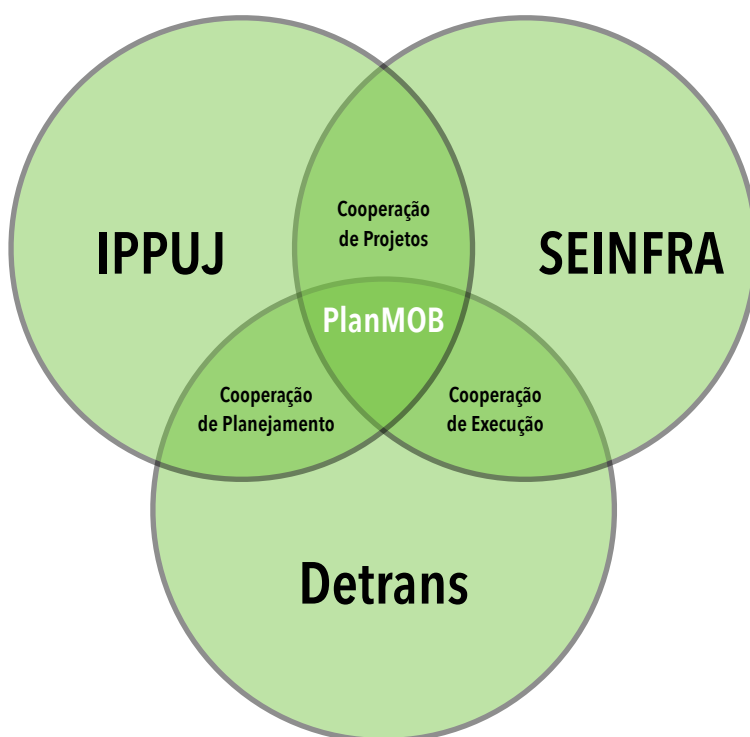 Cooperação
de Projetos
IPPUJ
SEINFRA
PlanMOB
Cooperação
de Planejamento
Cooperação
de Execução
Detrans